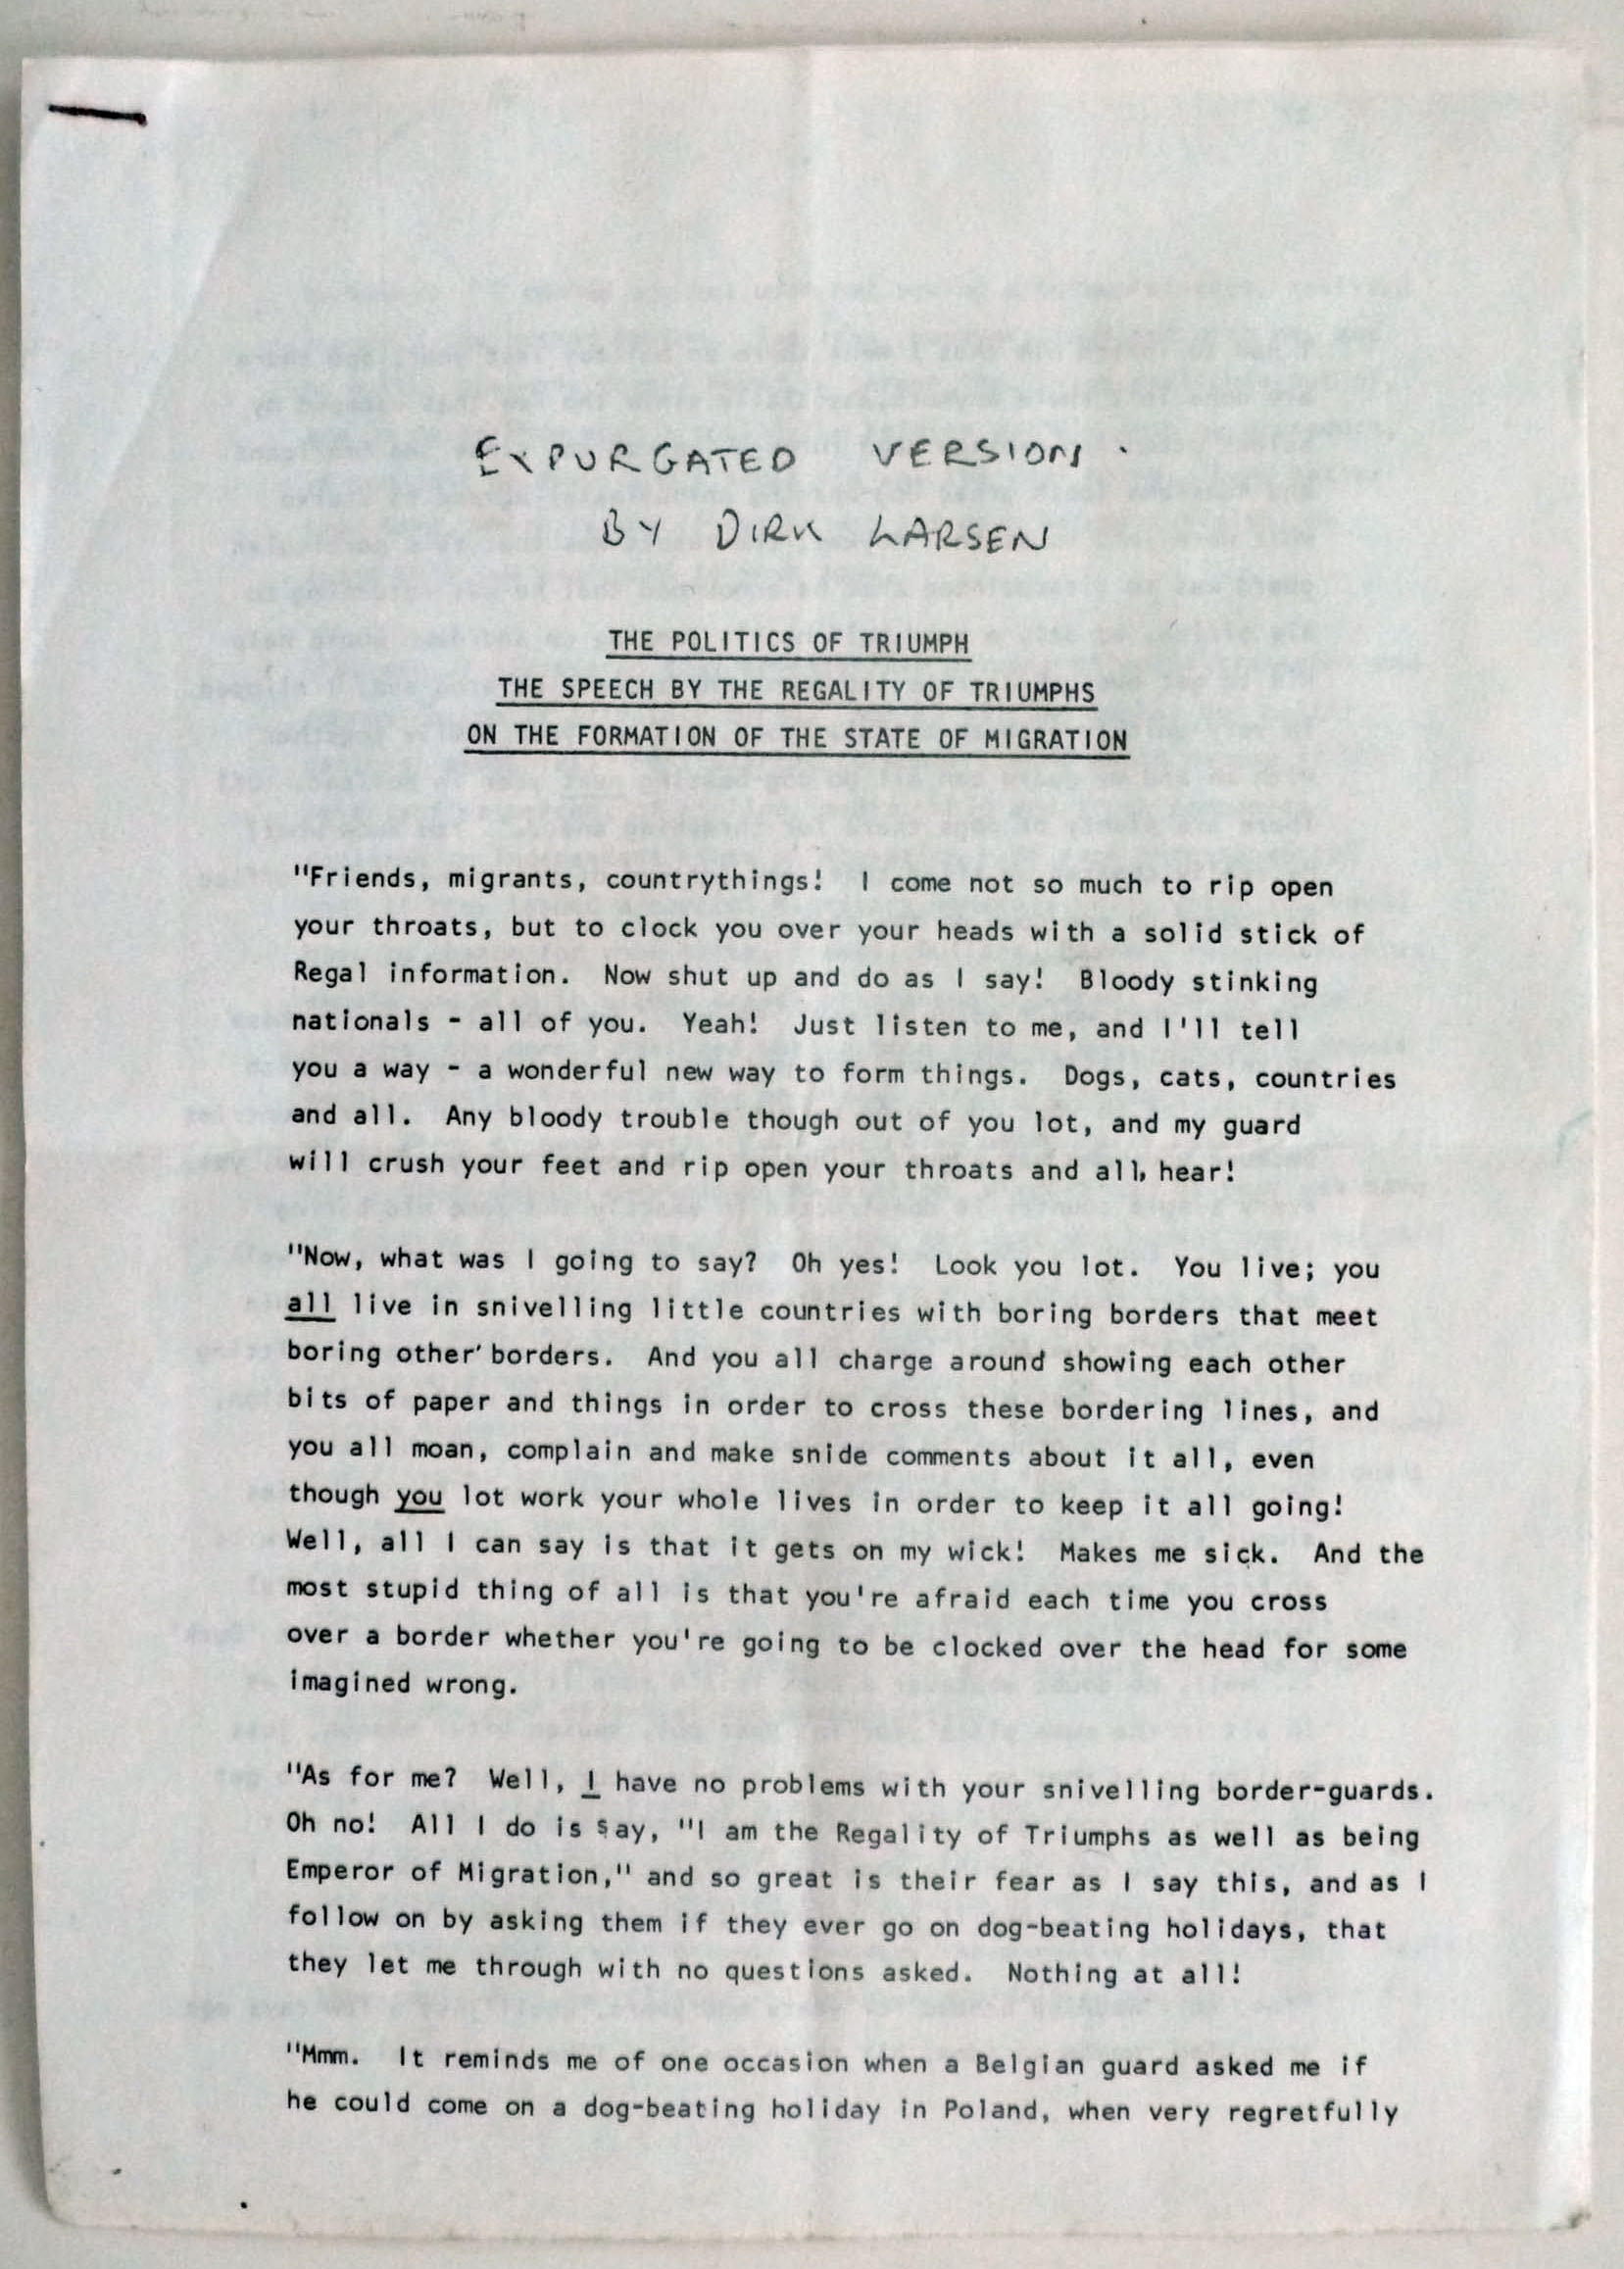 EXPURGATED VERSION.
BY DIRK LARSEN
THE POLITICS OF TRIUMPH
THE SPEECH BY THE REGALITY OF TRIUMPHS
ON THE FORMATION OF THE STATE OF MIGRATION
"Friends, migrants, countrythings! I come not so much to rip open
your throats, but to clock you over your heads with a solid stick of
Regal information. Now shut up and do as I say! Bloody stinking
nationals - all of you. Yeah! Just listen to me, and I'll tell
you a way - a wonderful new way to form things. Dogs, cats, countries
and all. Any bloody trouble though out of you lot, and my guard
will crush your feet and rip open your throats and all, hear!
"Now, what was I going to say? Oh yes! Look you lot. You live; you
all live in snivelling little countries with boring borders that meet
boring other' borders. And you all charge around showing each other
bits of paper and things in order to cross these bordering lines, and
you all moan, complain and make snide comments about it all, even
though you lot work your whole lives in order to keep it all going!
Well, all I can say is that it gets on my wick! Makes me sick. And the
most stupid thing of all is that you're afraid each time you cross
over a border whether you're going to be clocked over the head for some
imagined wrong.
"As for me? Well, I have no problems with your snivelling border-guards.
Oh no! All I do is say, "I am the Regality of Triumphs as well as being
Emperor of Migration," and so great is their fear as I say this, and as I
follow on by asking them if they ever go on dog-beating holidays, that
they let me through with no questions asked. Nothing at all!
"Mmm. It reminds me of one occasion when a Belgian guard asked me if
he could come on a dog-beating holiday in Poland, when very regretfully